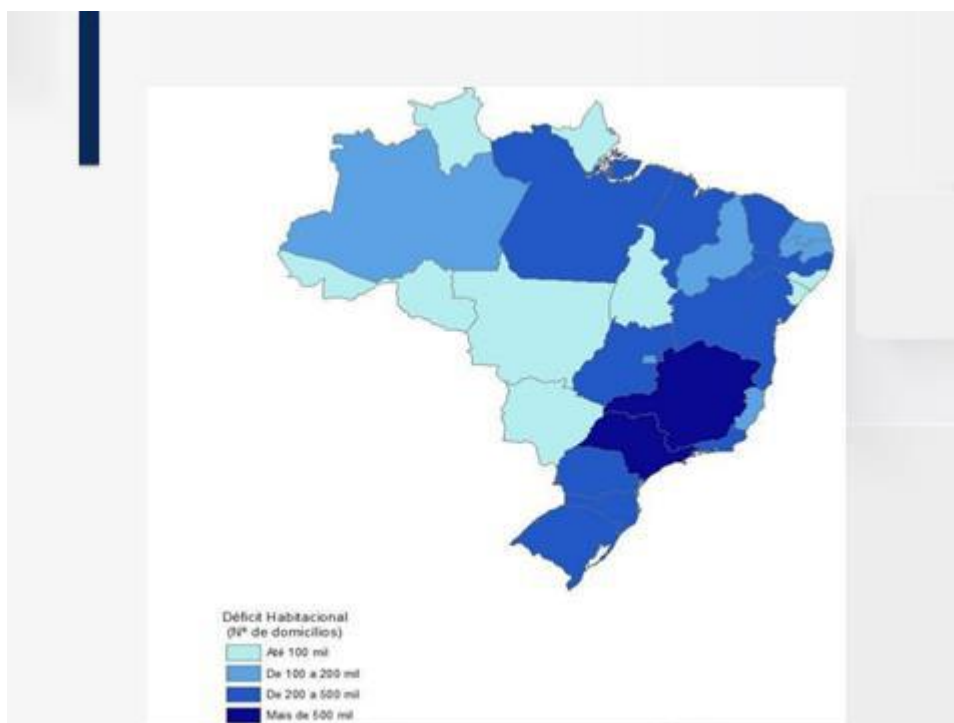 Déficit Habitacional
(Nº de domicílios)
Até 100 mil
De 100 a 200 mil
De 200 a 500 mil
Mais de 500 mil